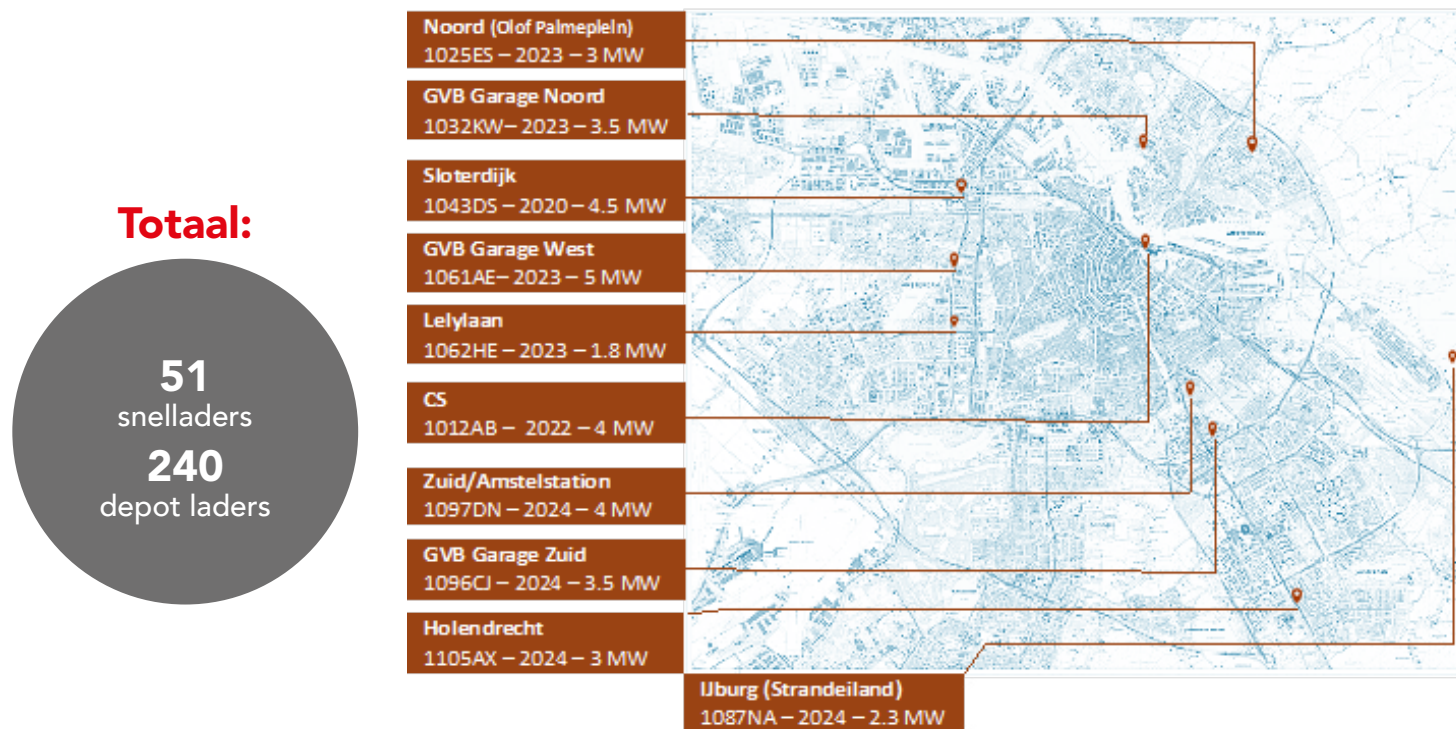 Totaal:
51
snelladers
240
depot laders
Noord (Olof Palmeplein)
1025ES – 2023 – 3 MW
GVB Garage Noord
1032KW– 2023 – 3.5 MW
Sloterdijk
1043DS – 2020 – 4.5 MW
GVB Garage West
1061AE– 2023 – 5 MW
Lelylaan
1062HE – 2023 – 1.8 MW
CS
1012AB – 2022 – 4 MW
Zuid/Amstelstation
1097DN – 2024 – 4 MW
GVB Garage Zuid
1096CJ – 2024 – 3.5 MW
Holendrecht
1105AX – 2024 – 3 MW
IJburg (Strandeiland)
1087NA – 2024 – 2.3 MW